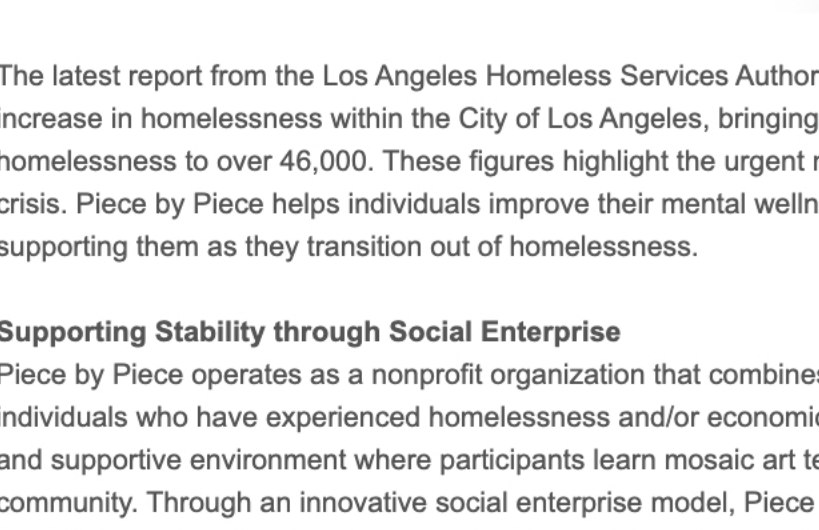 The latest report from the Los Angeles Homeless Services Author
increase in homelessness within the City of Los Angeles, bringing
homelessness to over 46,000. These figures highlight the urgent
crisis. Piece by Piece helps individuals improve their mental welln
supporting them as they transition out of homelessness.
Supporting Stability through Social Enterprise
Piece by Piece operates as a nonprofit organization that combines
individuals who have experienced homelessness and/or economic
and supportive environment where participants learn mosaic art te
community. Through an innovative social enterprise model, Piece